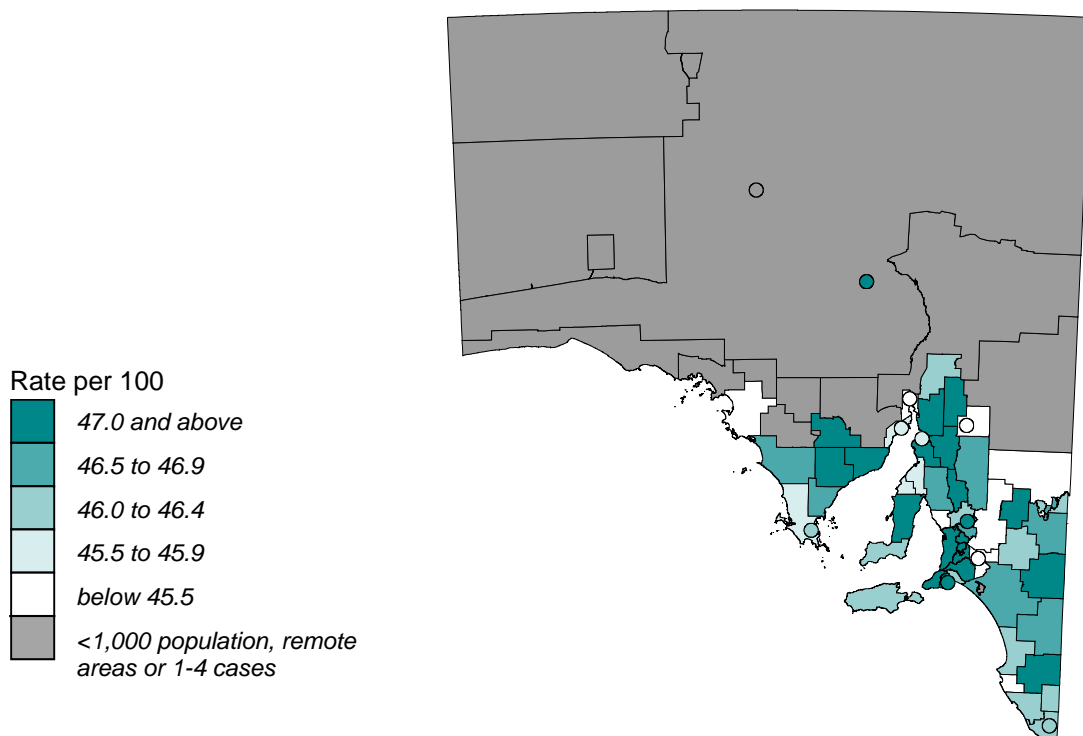 Rate per 100
47.0 and above
46.5 to 46.9
46.0 to 46.4
45.5 to 45.9
below 45.5
<1,000 population, remote
areas or 1-4 cases